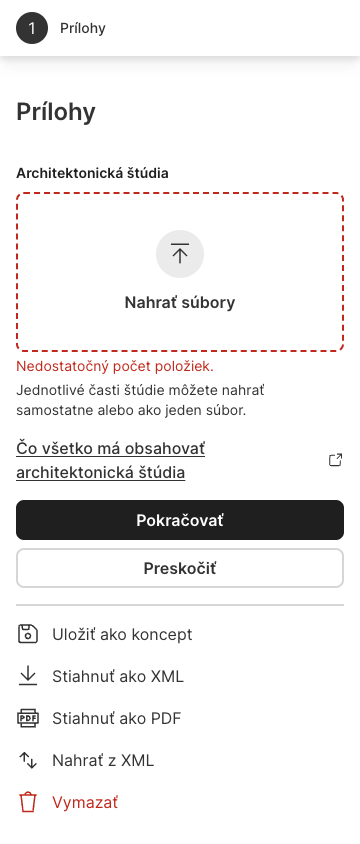 1 Prílohy
Prílohy
Architektonická štúdia
Nahrať súbory
Nedostatočný počet položiek.
Jednotlivé časti štúdie môžete nahrať
samostatne alebo ako jeden súbor.
Čo všetko má obsahovať
architektonická štúdia
Pokračovať
Preskočiť
Uložiť ako koncept
Stiahnuť ako XML
PDF Stiahnuť ako PDF
Nahrať z XML
Vymazať